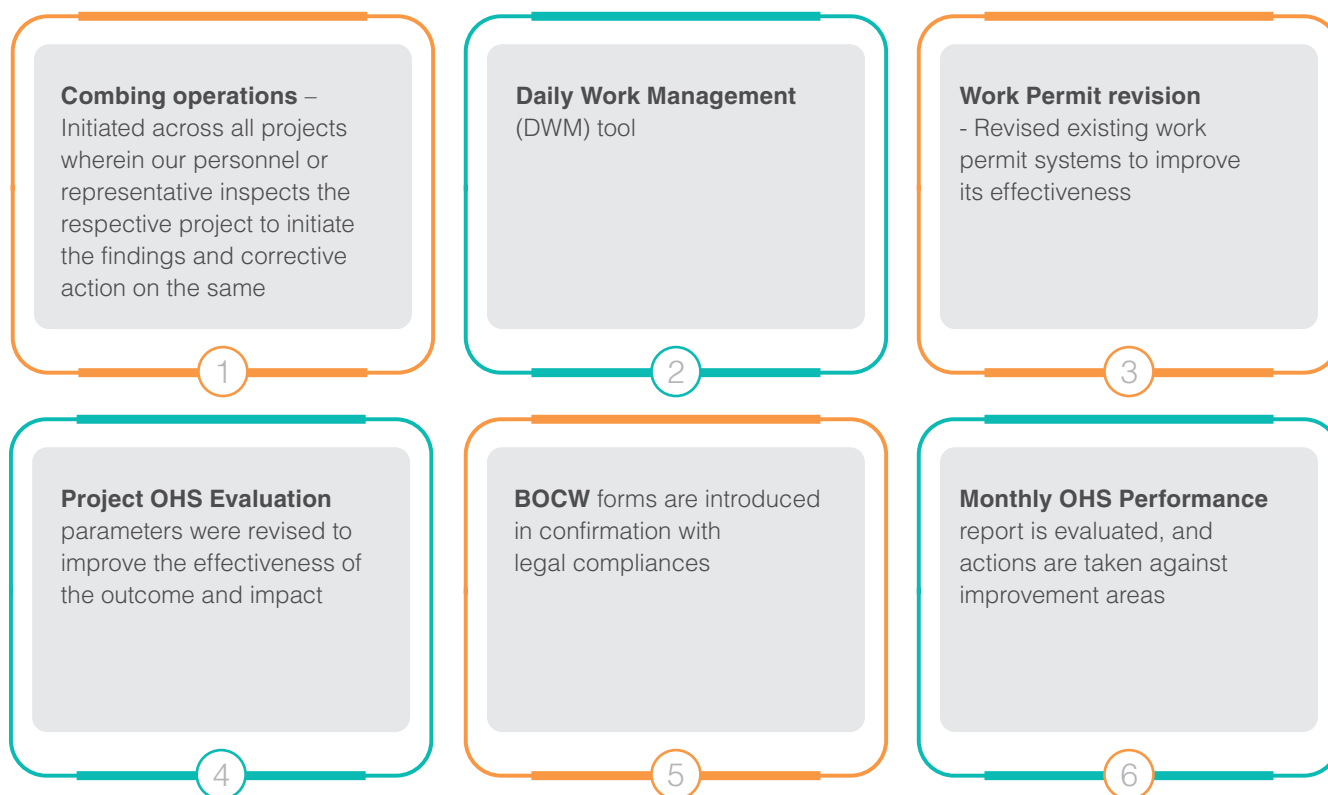 Combing operations –
Initiated across all projects
wherein our personnel or
representative inspects the
respective project to initiate
the findings and corrective
action on the same
1
Daily Work Management
(DWM) tool
2
Work Permit revision
- Revised existing work
permit systems to improve
its effectiveness
3
Project OHS Evaluation
parameters were revised to
improve the effectiveness of
the outcome and impact
4
BOCW forms are introduced
in confirmation with
legal compliances
5
Monthly OHS Performance
report is evaluated, and
actions are taken against
improvement areas
6